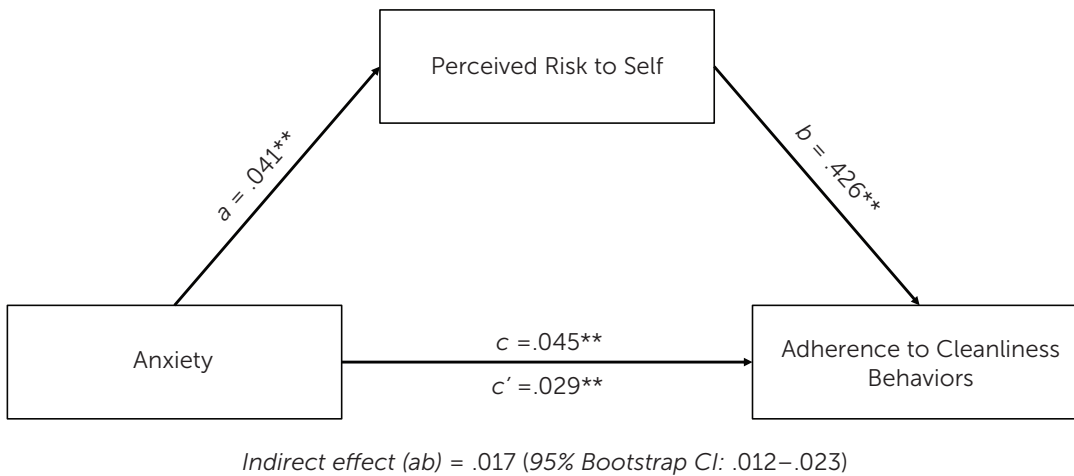 Perceived Risk to Self
a = .041**
b = .426**
Anxiety
c =.045**
c’ =.029**
Adherence to Cleanliness
Behaviors
Indirect effect (ab) = .017 (95% Bootstrap CI: .012–.023)